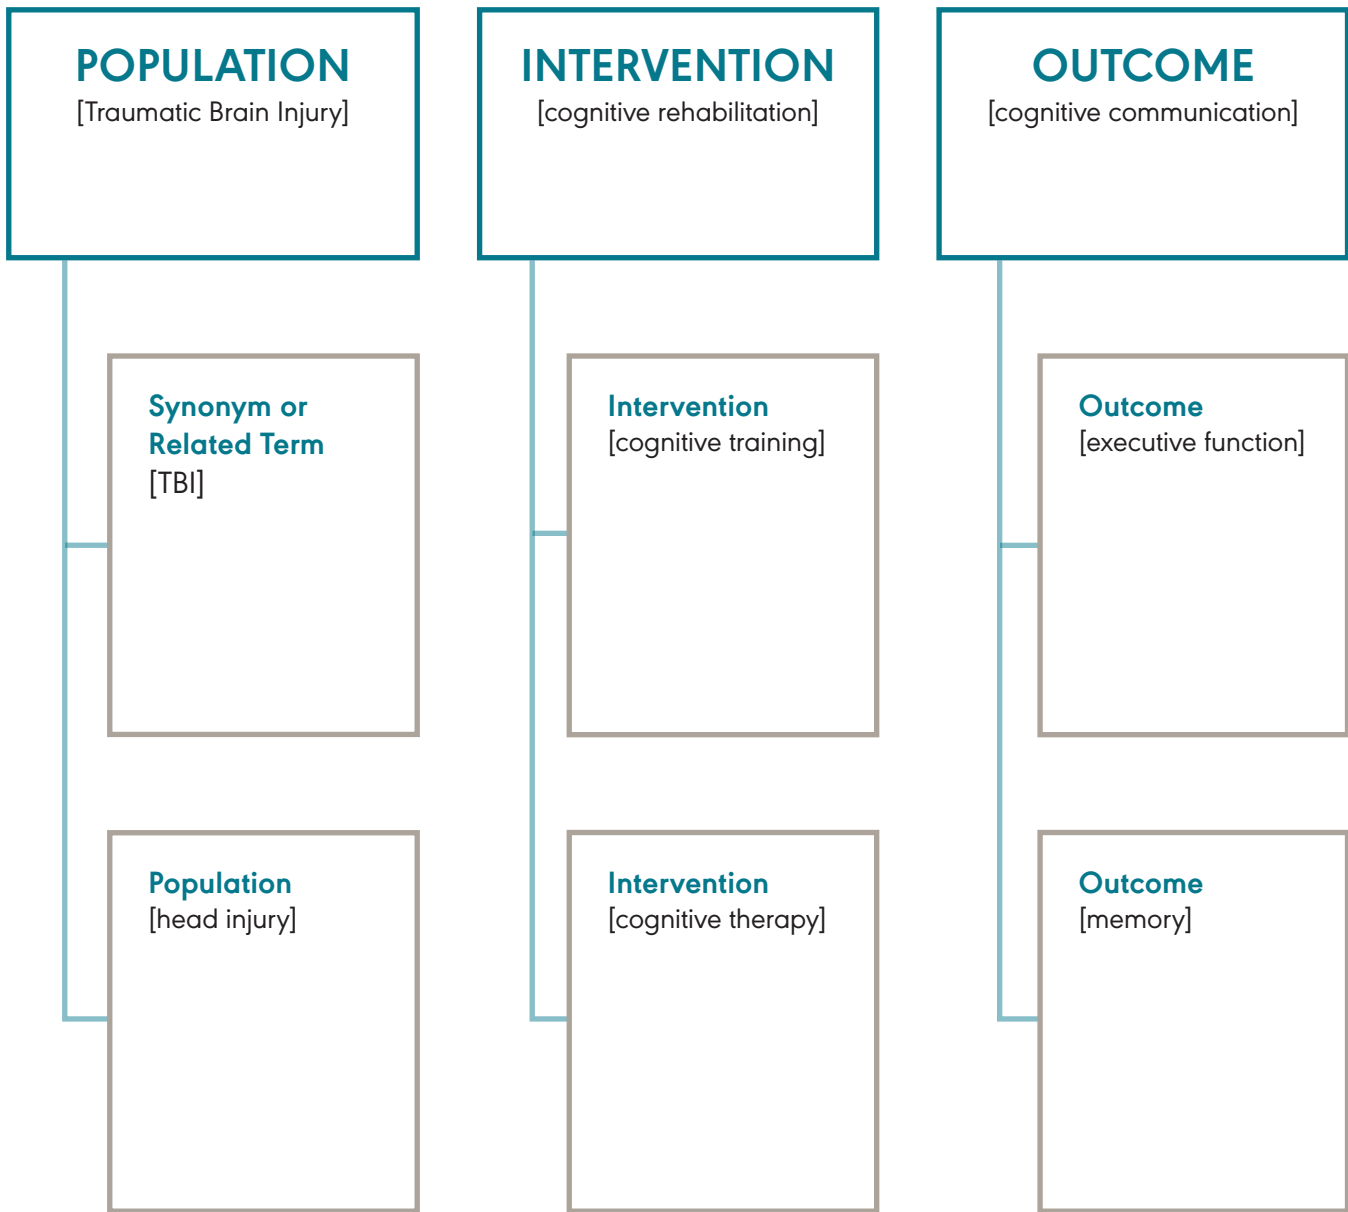 POPULATION
[Traumatic Brain Injury]
INTERVENTION
[cognitive rehabilitation]
OUTCOME
[cognitive communication]
Synonym or
Related Term
[TBI]
Intervention
[cognitive training]
Outcome
[executive function]
Population
[head injury]
Intervention
[cognitive therapy]
Outcome
[memory]